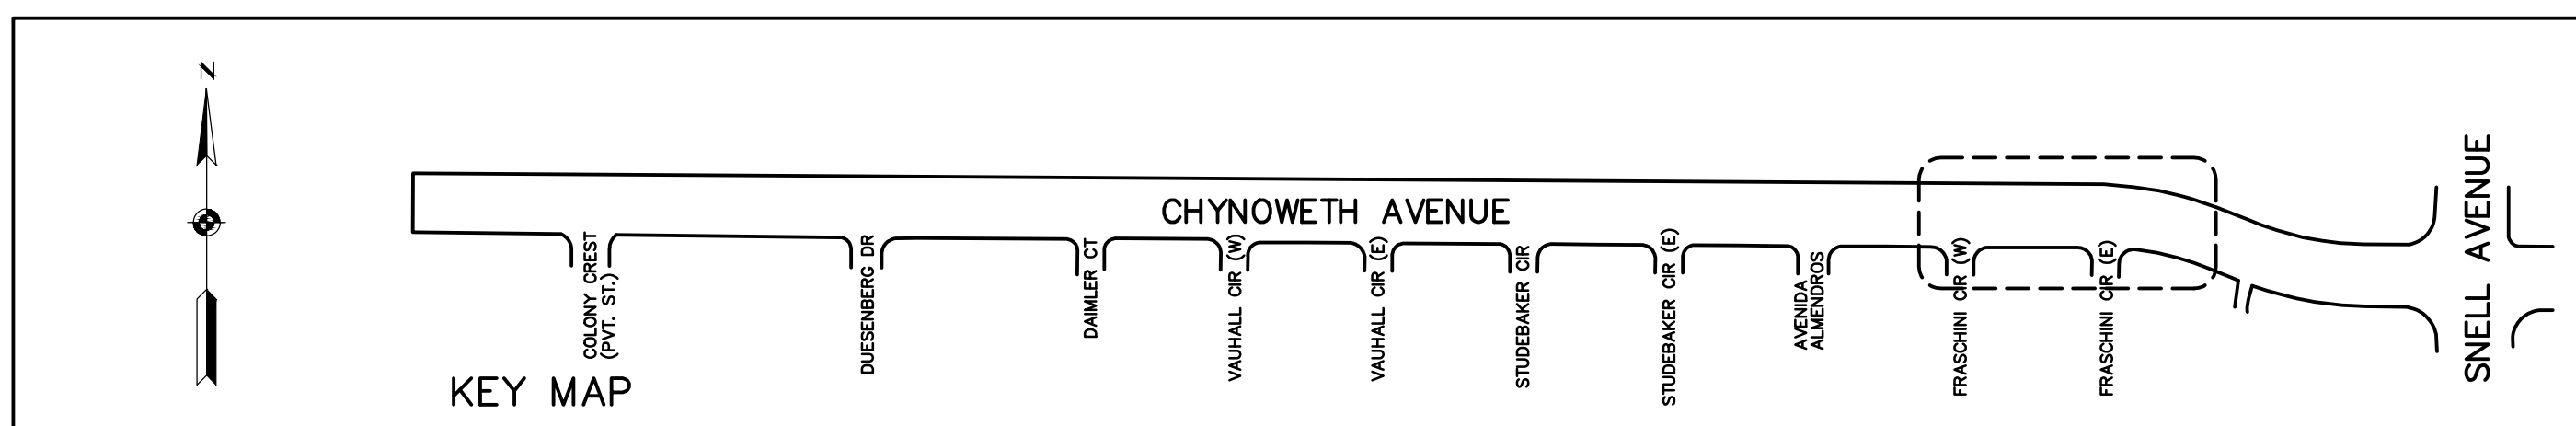 N
CHYNOWETH AVENUE
COLONY CREST
(PVT. ST.)
DUESENBERG DR
DAIMLER CT
VAUHALL CIR (W)
VAUHALL CIR (E)
STUDEBAKER CIR
STUDEBAKER CIR (E)
AVENIDA
ALMENDROS
FRASCHINI CIR (W)
FRASCHINI CIR (E)
SNELL AVENUE
KEY MAP